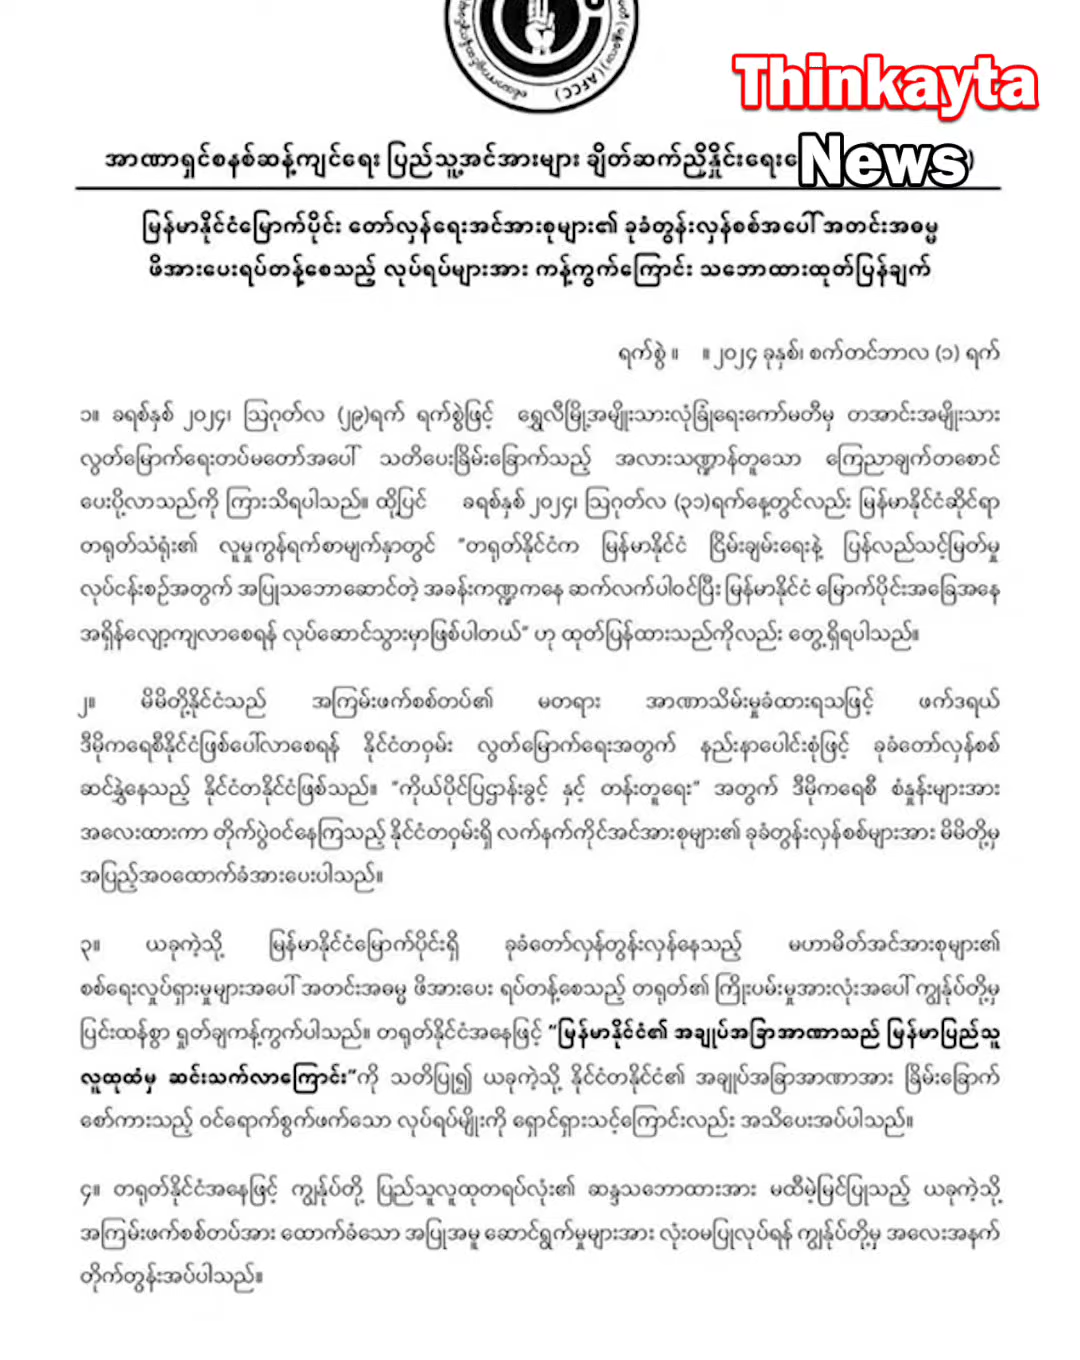 (AFCC)
Thinkayta
News
အာဏာရှင်စနစ်ဆန့်ကျင်ရေး ပြည်သူ့အင်အားများ ချိတ်ဆက်ညှိနှိုင်းရေး
မြန်မာနိုင်ငံမြောက်ပိုင်း တော်လှန်ရေးအင်အားစုများ၏ ခုခံတွန်းလှန်စစ်အပေါ် အတင်းအဓမ္မ
ဖိအားပေးရပ်တန့်စေသည့် လုပ်ရပ်များအား ကန့်ကွက်ကြောင်း သဘောထားထုတ်ပြန်ချက်
ရက်စွဲ ။ ။ ၂၀၂၄ ခုနှစ်၊ စက်တင်ဘာလ (၁) ရက်
၁။ ခရစ်နှစ် ၂၀၂၄၊ ဩဂုတ်လ (၂၉)ရက် ရက်စွဲဖြင့် ရွှေလီမြို့အမျိုးသားလုံခြုံရေးကော်မတီမှ တအာင်းအမျိုးသား
လွတ်မြောက်ရေးတပ်မတော်အပေါ် သတိပေးခြိမ်းခြောက်သည့် အလားသဏ္ဍာန်တူသော ကြေညာချက်တစောင်
ပေးပို့လာသည်ကို ကြားသိရပါသည်။ ထို့ပြင် ခရစ်နှစ် ၂၀၂၄၊ ဩဂုတ်လ (၃၁)ရက်နေ့တွင်လည်း မြန်မာနိုင်ငံဆိုင်ရာ
တရုတ်သံရုံး၏ လူမှုကွန်ရက်စာမျက်နှာတွင် "တရုတ်နိုင်ငံက မြန်မာနိုင်ငံ ငြိမ်းချမ်းရေးနဲ့ ပြန်လည်သင့်မြတ်မှု
လုပ်ငန်းစဉ်အတွက် အပြုသဘောဆောင်တဲ့ အခန်းကဏ္ဍကနေ ဆက်လက်ပါဝင်ပြီး မြန်မာနိုင်ငံ မြောက်ပိုင်းအခြေအနေ
အရှိန်လျော့ကျလာစေရန် လုပ်ဆောင်သွားမှာဖြစ်ပါတယ်" ဟု ထုတ်ပြန်ထားသည်ကိုလည်း တွေ့ရှိရပါသည်။
၂။ မိမိတို့နိုင်ငံသည် အကြမ်းဖက်စစ်တပ်၏ မတရား အာဏာသိမ်းမှုခံထားရသဖြင့် ဖက်ဒရယ်
ဒီမိုကရေစီနိုင်ငံဖြစ်ပေါ်လာစေရန် နိုင်ငံတဝှမ်း လွတ်မြောက်ရေးအတွက် နည်းနာပေါင်းစုံဖြင့် ခုခံတော်လှန်စစ်
ဆင်နွှဲနေသည့် နိုင်ငံတနိုင်ငံဖြစ်သည်။ "ကိုယ်ပိုင်ပြဌာန်းခွင့် နှင့် တန်းတူရေး" အတွက် ဒီမိုကရေစီ စံနှုန်းများအား
အလေးထားကာ တိုက်ပွဲဝင်နေကြသည့် နိုင်ငံတဝှမ်းရှိ လက်နက်ကိုင်အင်အားစုများ၏ ခုခံတွန်းလှန်စစ်များအား မိမိတို့မှ
အပြည့်အဝထောက်ခံအားပေးပါသည်။
၃။ ယခုကဲ့သို့ မြန်မာနိုင်ငံမြောက်ပိုင်းရှိ ခုခံတော်လှန်တွန်းလှန်နေသည့် မဟာမိတ်အင်အားစုများ၏
စစ်ရေးလှုပ်ရှားမှုများအပေါ် အတင်းအဓမ္မ ဖိအားပေး ရပ်တန့်စေသည့် တရုတ်၏ ကြိုးပမ်းမှုအားလုံးအပေါ် ကျွန်ုပ်တို့မှ
ပြင်းထန်စွာ ရှုတ်ချကန့်ကွက်ပါသည်။ တရုတ်နိုင်ငံအနေဖြင့် "မြန်မာနိုင်ငံ၏ အချုပ်အခြာအာဏာသည် မြန်မာပြည်သူ
လူထုထံမှ ဆင်းသက်လာကြောင်း"ကို သတိပြု၍ ယခုကဲ့သို့ နိုင်ငံတနိုင်ငံ၏ အချုပ်အခြာအာဏာအား ခြိမ်းခြောက်
စော်ကားသည့် ဝင်ရောက်စွက်ဖက်သော လုပ်ရပ်မျိုးကို ရှောင်ရှားသင့်ကြောင်းလည်း အသိပေးအပ်ပါသည်။
၄။ တရုတ်နိုင်ငံအနေဖြင့် ကျွန်ုပ်တို့ ပြည်သူလူထုတရပ်လုံး၏ ဆန္ဒသဘောထားအား မထီမဲ့မြင်ပြုသည့် ယခုကဲ့သို့
အကြမ်းဖက်စစ်တပ်အား ထောက်ခံသော အပြုအမူ ဆောင်ရွက်မှုများအား လုံးဝမပြုလုပ်ရန် ကျွန်ုပ်တို့မှ အလေးအနက်
တိုက်တွန်းအပ်ပါသည်။